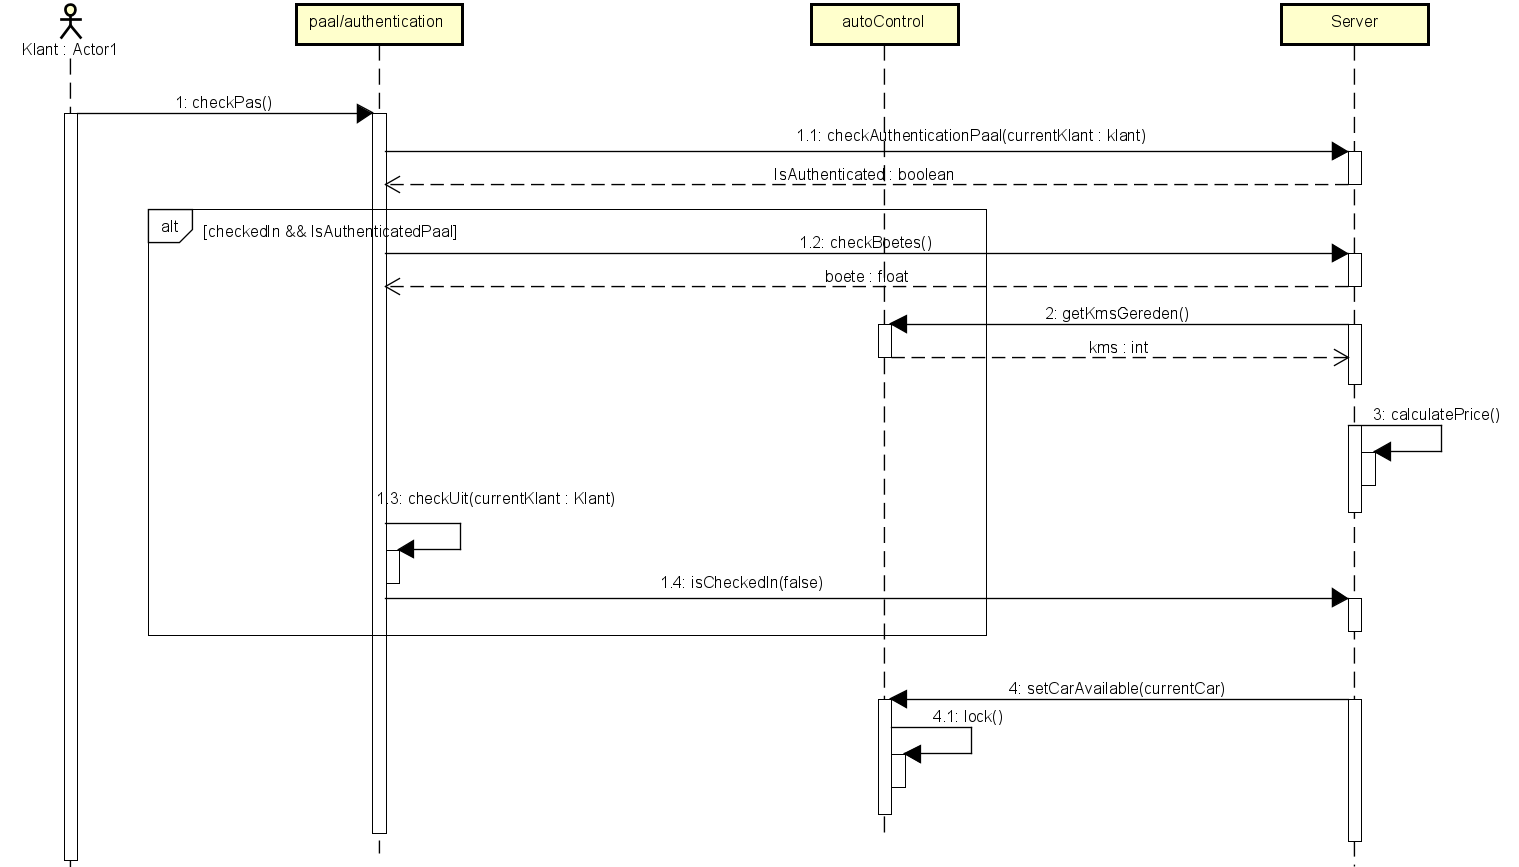 Klant : Actor1
paal/authentication
autoControl
Server
1: checkPas()
1.1: checkAuthenticationPaal(currentKlant : klant)
IsAuthenticated : boolean
alt
[checkedIn && IsAuthenticatedPaal]
1.2: checkBoetes()
boete : float
2: getKmsGereden()
kms : int
3: calculatePrice()
1.3: checkUit(currentKlant : Klant)
1.4: isCheckedIn(false)
4: setCarAvailable(currentCar)
4.1: lock()